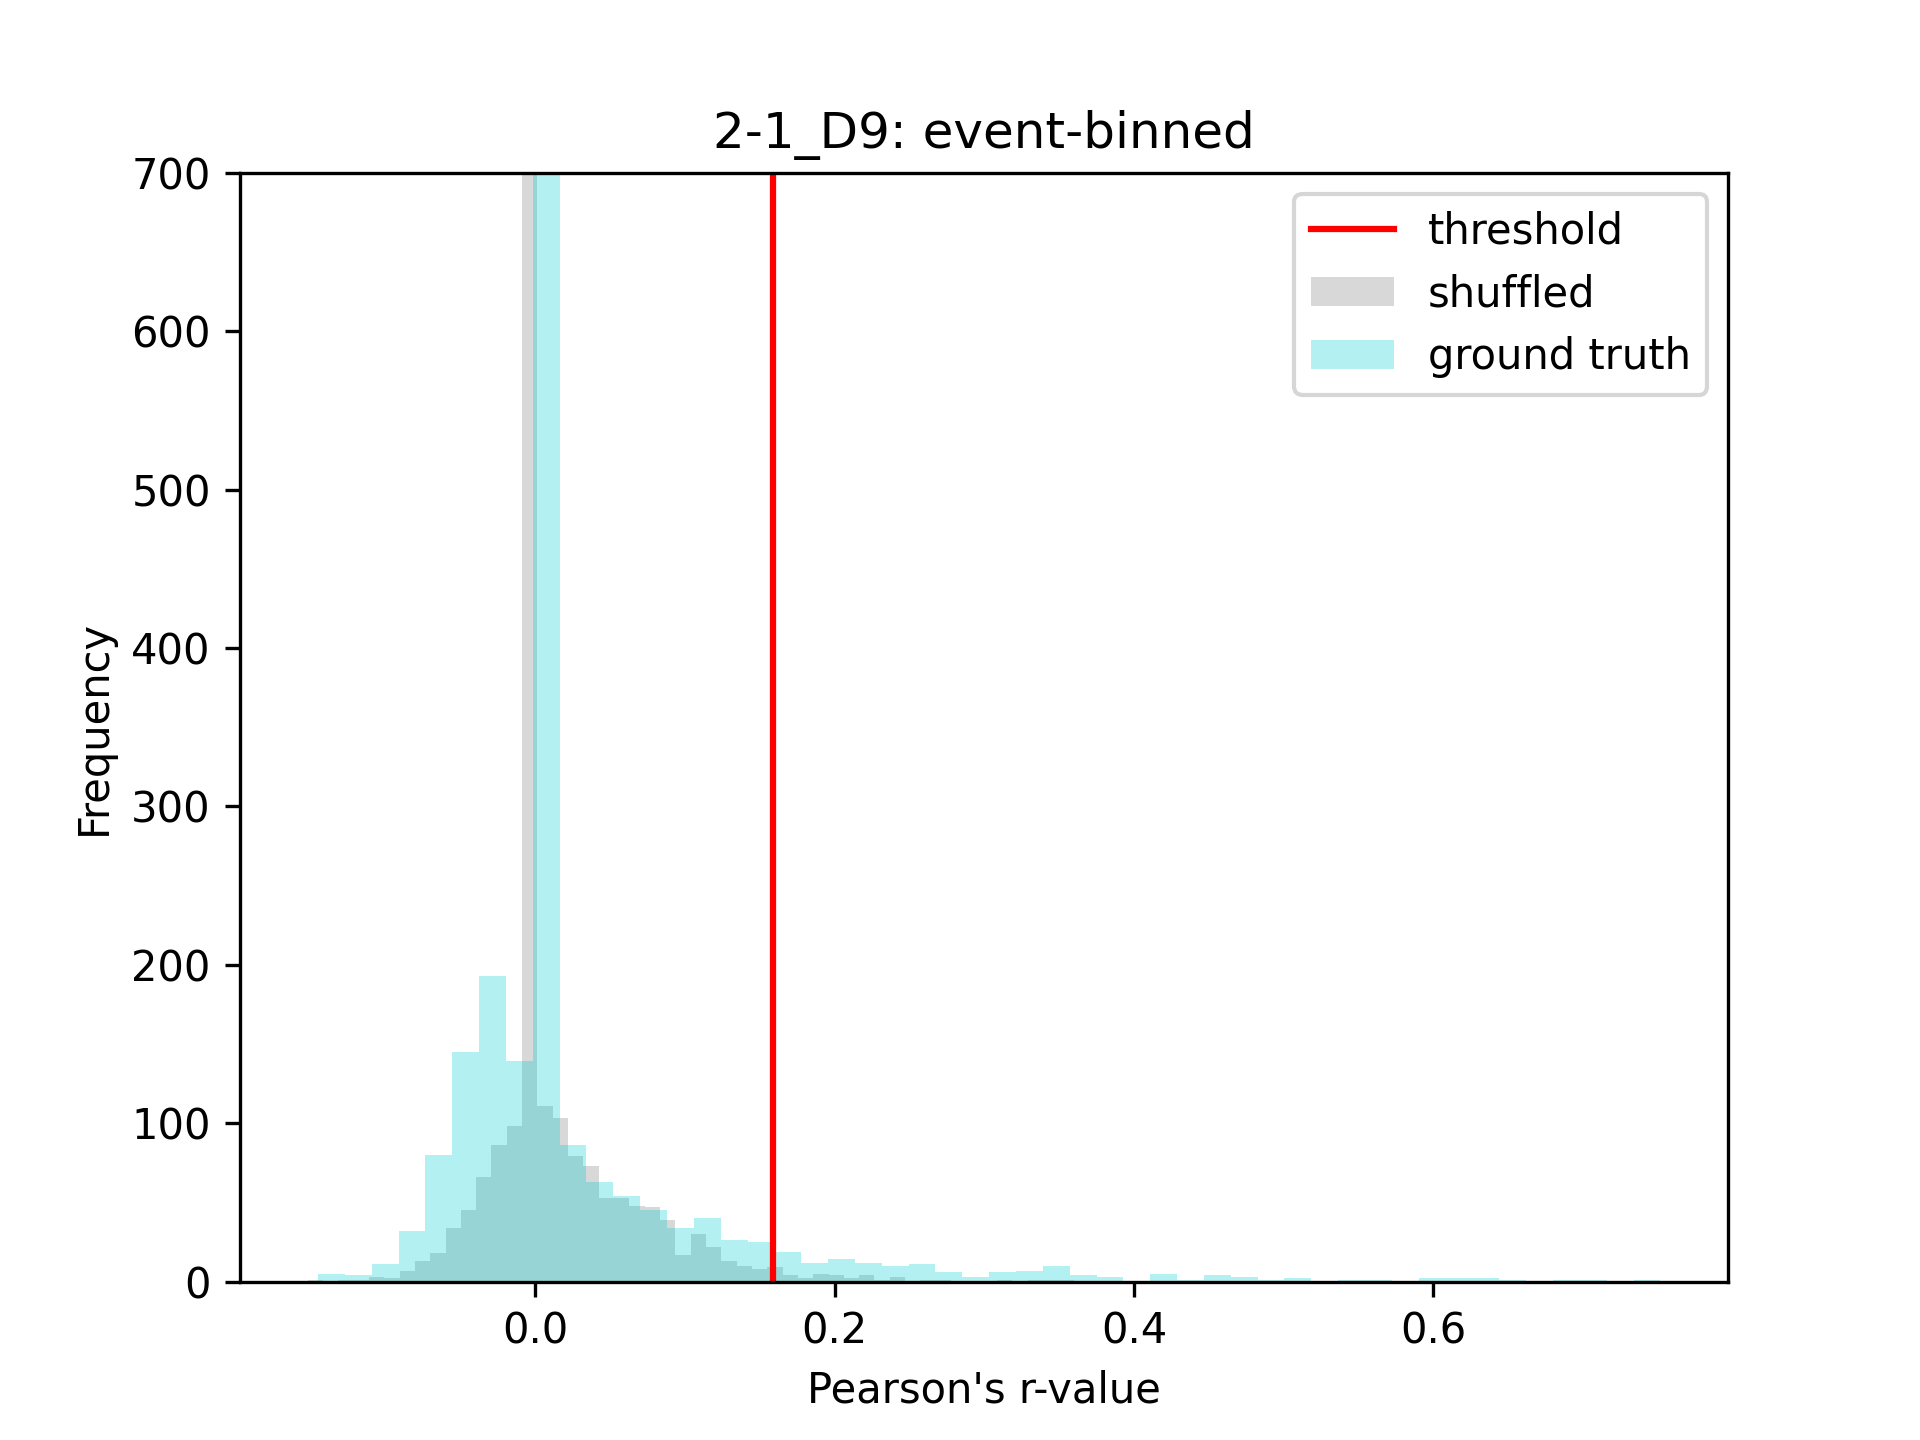 2-1_D9: event-binned
700
600
500
400
300
200
100
0
Frequency
threshold
shuffled
ground truth
0.0 0.2 0.4 0.6
Pearson's r-value